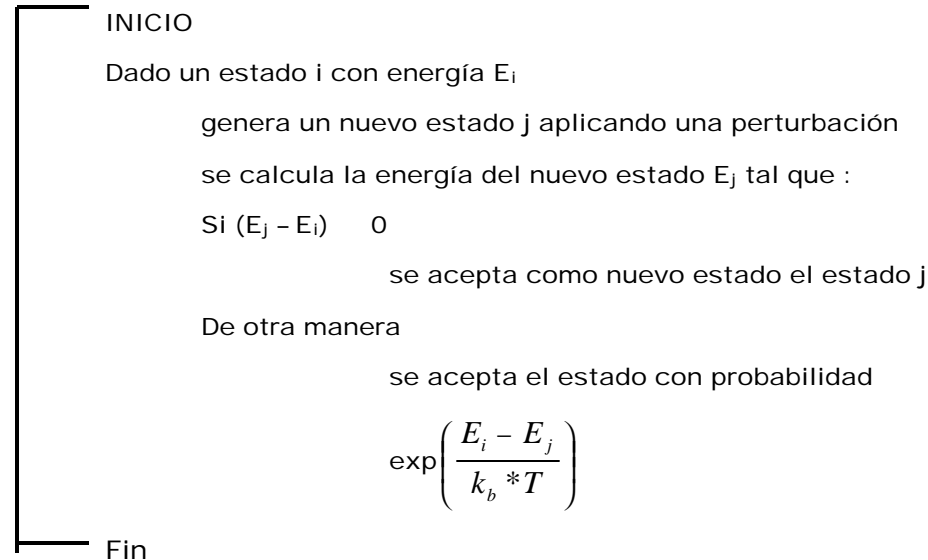 INICIO
Dado un estado i con energía Ei
genera un nuevo estado j aplicando una perturbación
se calcula la energía del nuevo estado Ej tal que :
Si (Ej – Ei) 0
se acepta como nuevo estado el estado j
De otra manera
se acepta el estado con probabilidad
exp( (Ei – Ej) / (kb * T) )
Fin